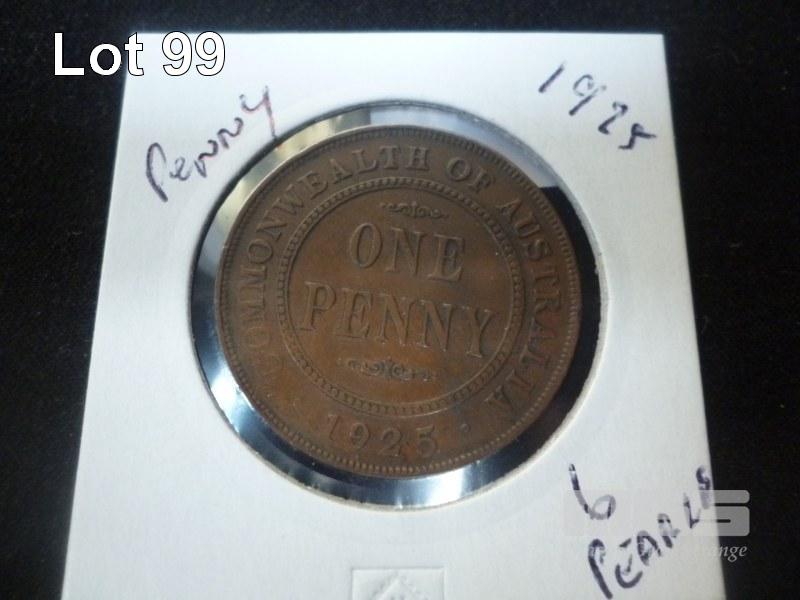 Lot 99
Penny
1925
COMMONWEALTH OF AUSTRALIA
ONE
PENNY
1925
6
PEARLS